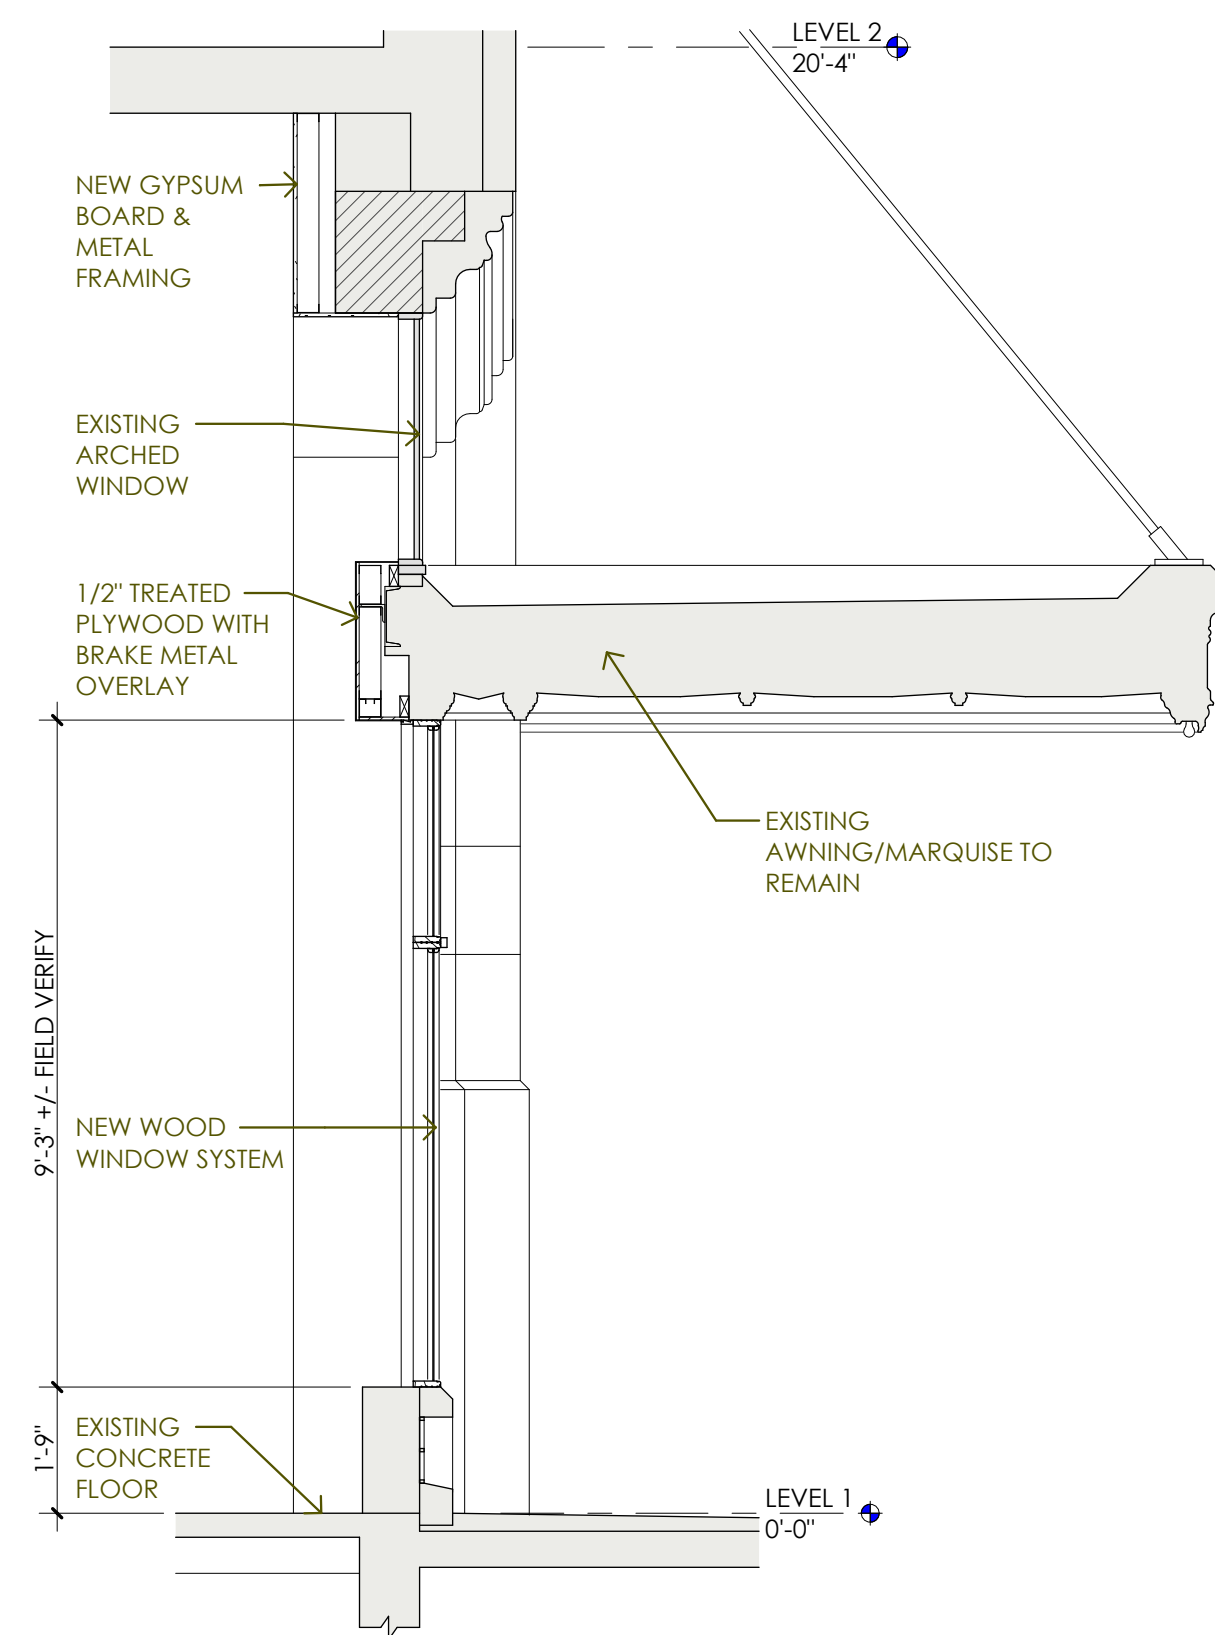 LEVEL 2
20'-4"
NEW GYPSUM
BOARD &
METAL
FRAMING
EXISTING
ARCHED
WINDOW
1/2" TREATED
PLYWOOD WITH
BRAKE METAL
OVERLAY
EXISTING
AWNING/MARQUISE TO
REMAIN
9'-3" +/- FIELD VERIFY
NEW WOOD
WINDOW SYSTEM
1'-9"
EXISTING
CONCRETE
FLOOR
LEVEL 1
0'-0"